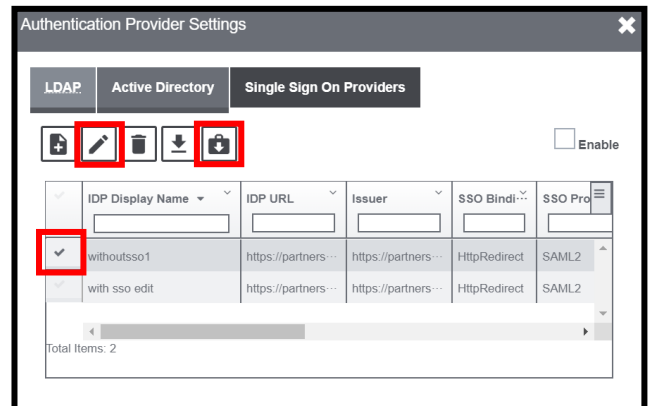 Authentication Provider Settings
LDAP Active Directory Single Sign On Providers
Enable
IDP Display Name IDP URL Issuer SSO Bindi... SSO Pro
withoutsso1 https://partners... https://partners... HttpRedirect SAML2
with sso edit https://partners... https://partners... HttpRedirect SAML2
Total Items: 2